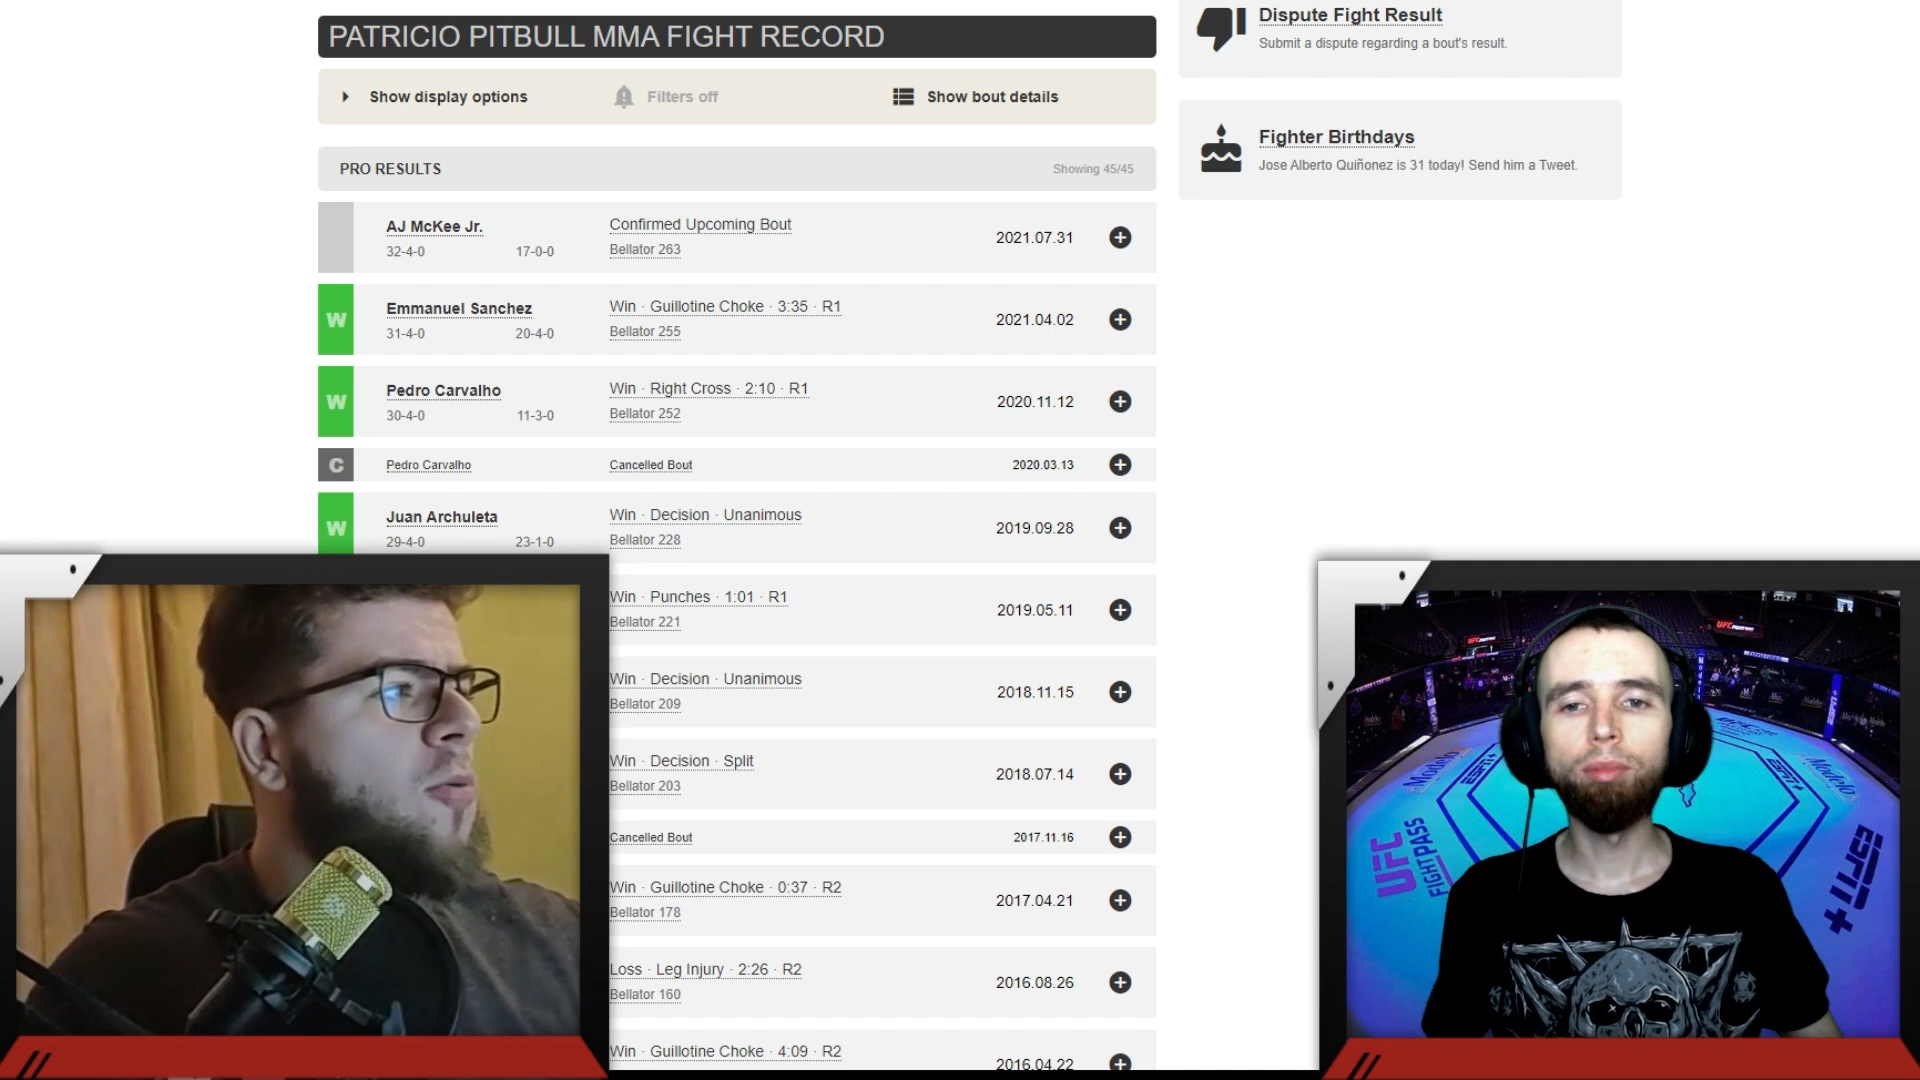 PATRICIO PITBULL MMA FIGHT RECORD
Show display options
Filters off
Show bout details
PRO RESULTS
Showing 45/45
AJ McKee Jr.
32-4-0
17-0-0
Confirmed Upcoming Bout
Bellator 263
2021.07.31
W
Emmanuel Sanchez
31-4-0
20-4-0
Win · Guillotine Choke · 3:35 · R1
Bellator 255
2021.04.02
W
Pedro Carvalho
30-4-0
11-3-0
Win · Right Cross · 2:10 · R1
Bellator 252
2020.11.12
C
Pedro Carvalho
Cancelled Bout
2020.03.13
W
Juan Archuleta
29-4-0
23-1-0
Win · Decision · Unanimous
Bellator 228
2019.09.28
Win · Punches · 1:01 · R1
Bellator 221
2019.05.11
Win · Decision · Unanimous
Bellator 209
2018.11.15
Win · Decision · Split
Bellator 203
2018.07.14
Cancelled Bout
2017.11.16
Win · Guillotine Choke · 0:37 · R2
Bellator 178
2017.04.21
Loss · Leg Injury · 2:26 · R2
Bellator 160
2016.08.26
Win · Guillotine Choke · 4:09 · R2
2016.04.22
Dispute Fight Result
Submit a dispute regarding a bout's result.
Fighter Birthdays
Jose Alberto Quiñonez is 31 today! Send him a Tweet.
UFC
FIGHT PASS
Modelo
ESPN+
ESPN+
Modelo
ESPN+